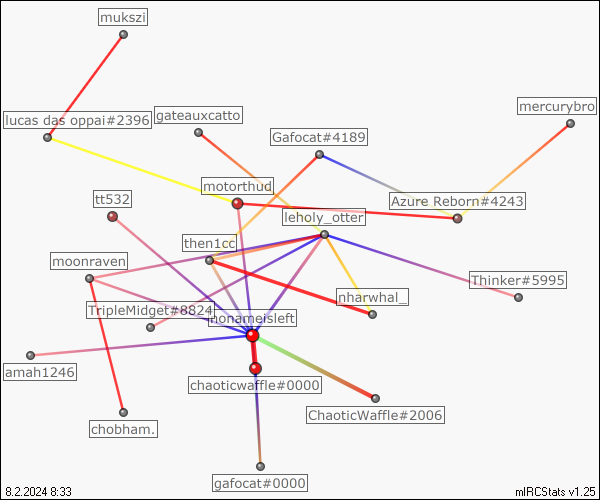 mukszi
mercurybro
gateauxcatto
lucas das oppai#2396
Gafocat#4189
motorthud
tt532
Azure Reborn#4243
leholy_otter
then1cc
moonraven
Thinker#5995
nharwhal_
TripleMidget#8824
nonameisleft
amah1246
chaoticwaffle#0000
ChaoticWaffle#2006
chobham.
gafocat#0000
8.2.2024 8:33
mIRCStats v1.25